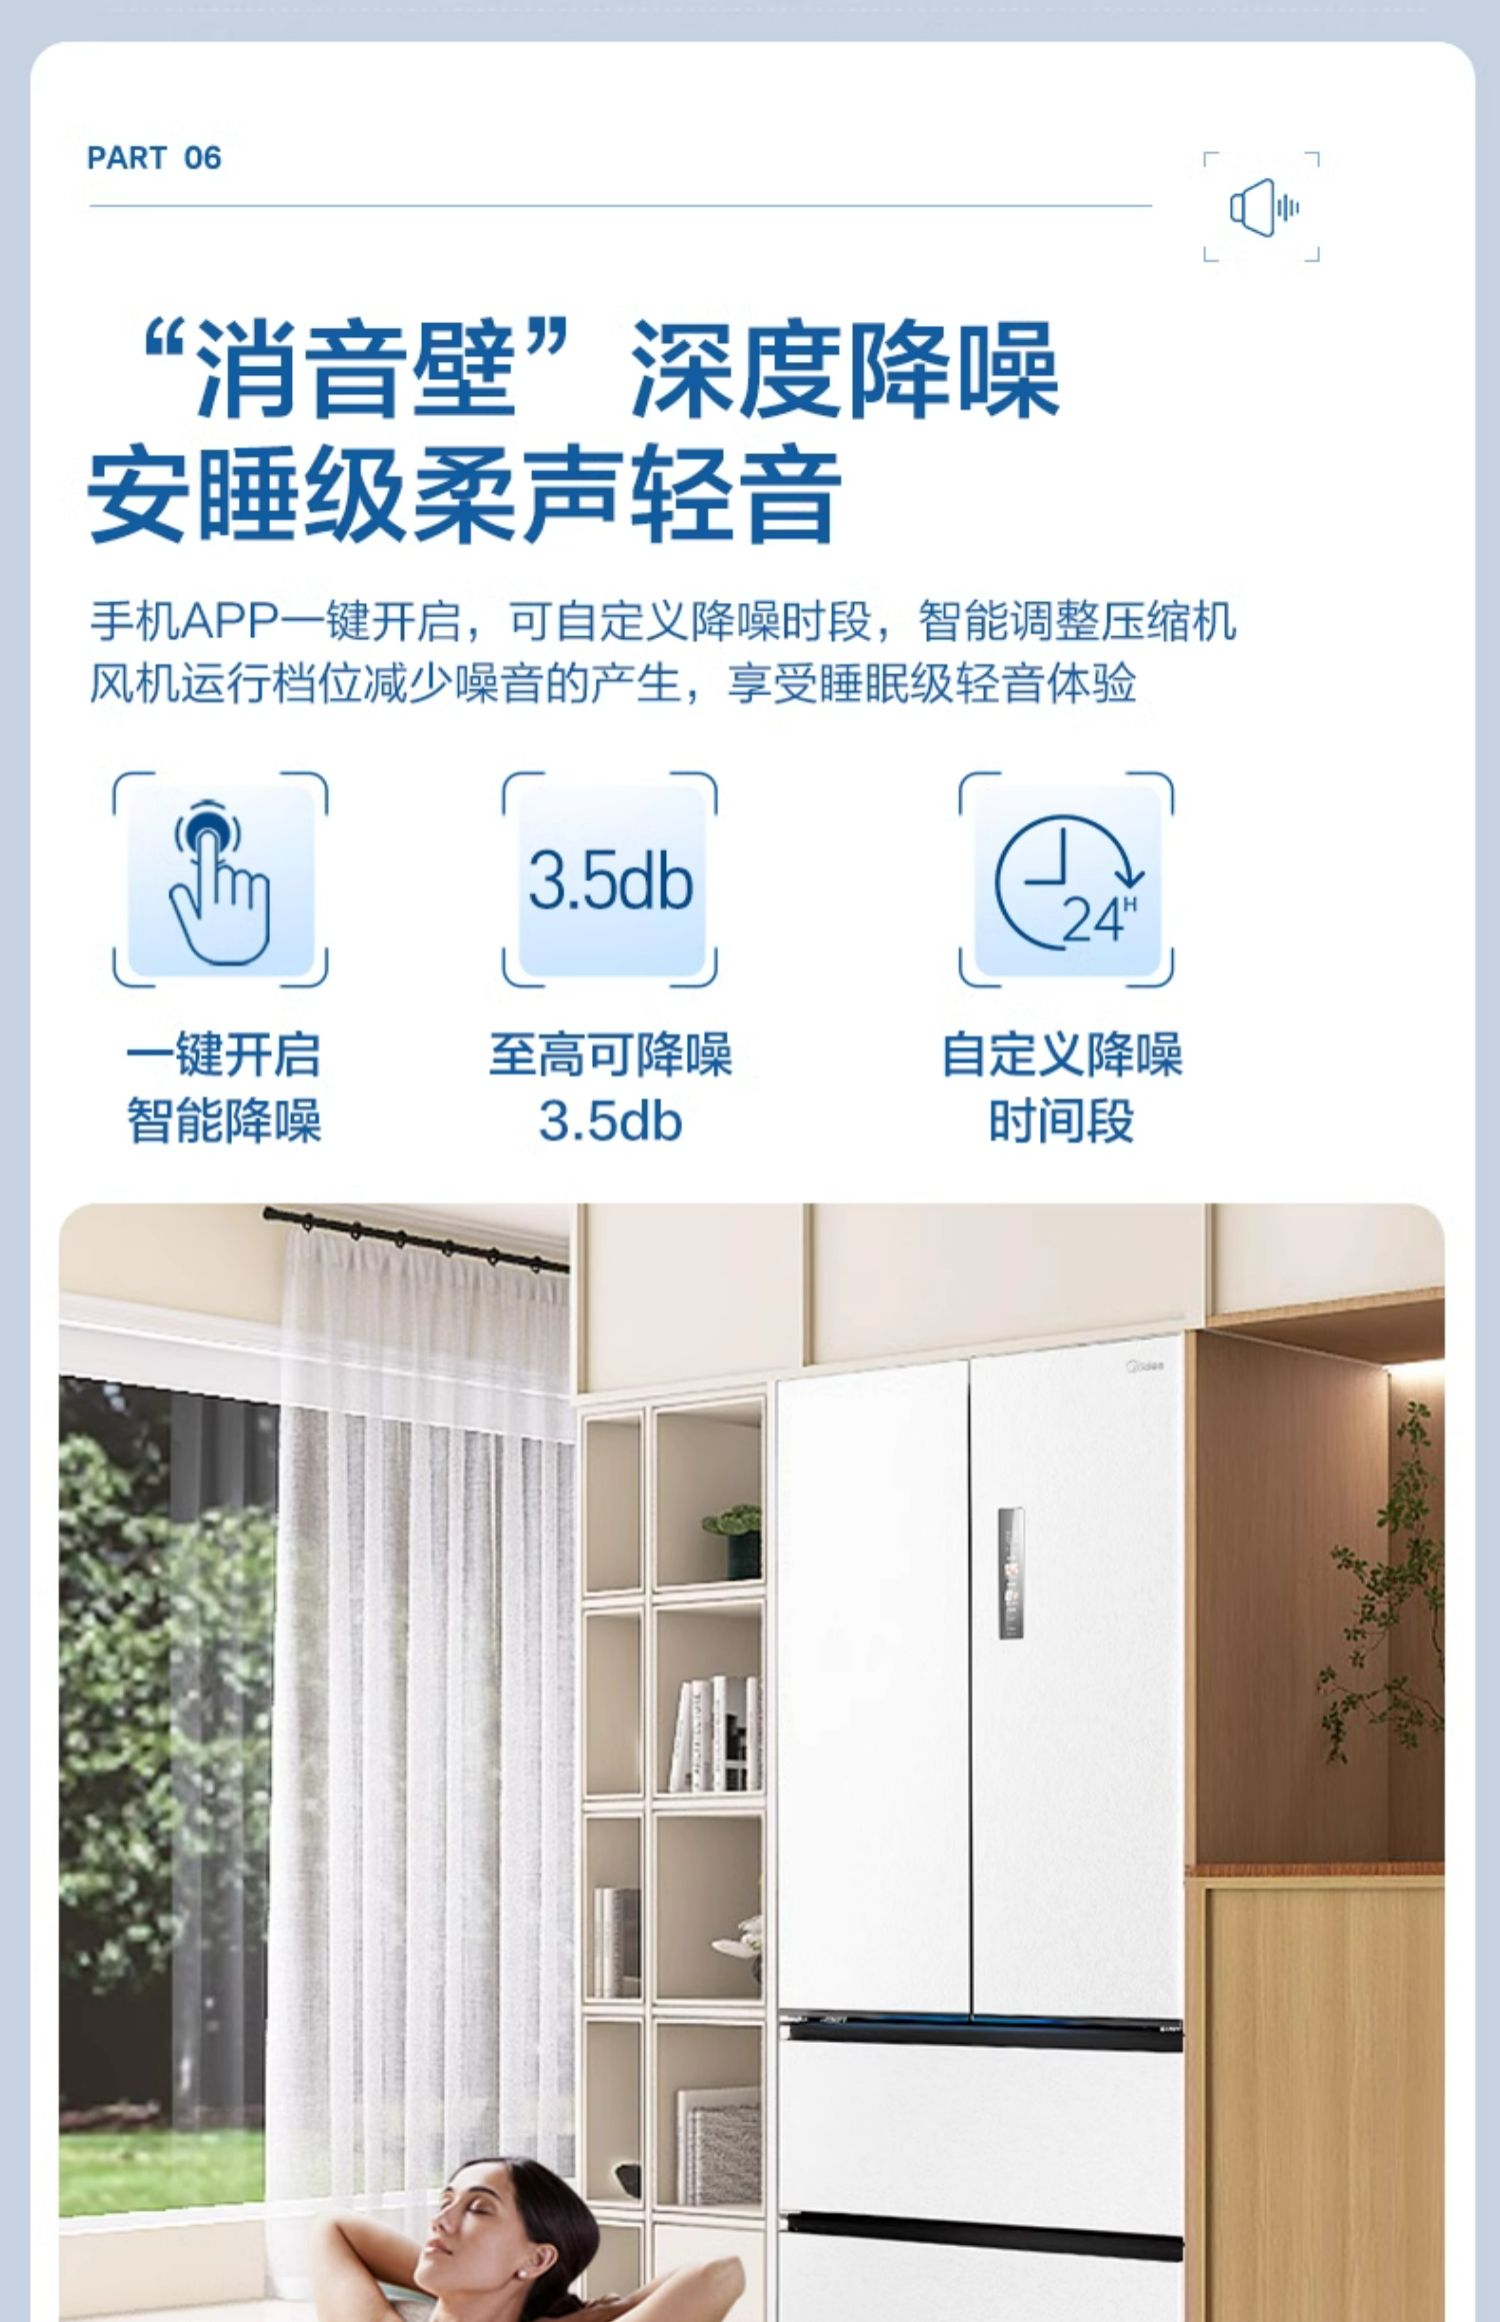 PART 06
“消音壁”深度降噪
安睡级柔声轻音
手机APP一键开启，可自定义降噪时段，智能调整压缩机
风机运行档位减少噪音的产生，享受睡眠级轻音体验
3.5db
24H
一键开启
智能降噪
至高可降噪
3.5db
自定义降噪
时间段
Midea